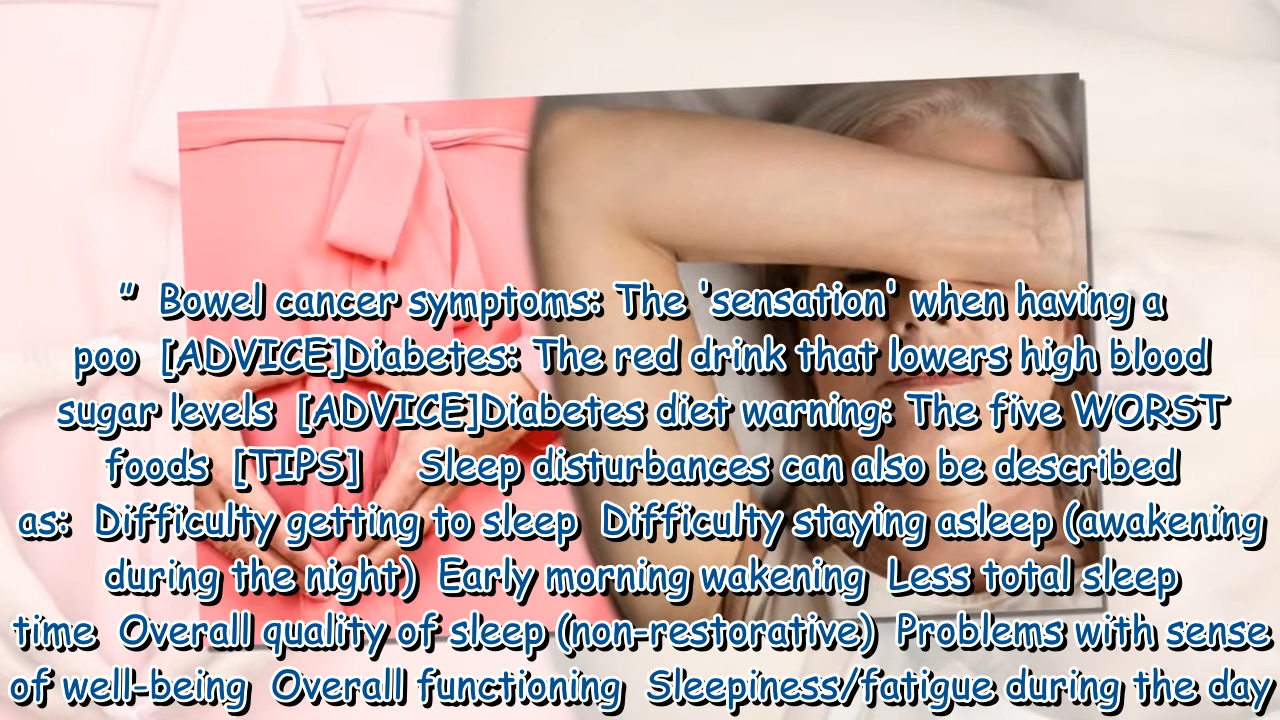 ” Bowel cancer symptoms: The 'sensation' when having a
poo [ADVICE]Diabetes: The red drink that lowers high blood
sugar levels [ADVICE]Diabetes diet warning: The five WORST
foods [TIPS] Sleep disturbances can also be described
as: Difficulty getting to sleep Difficulty staying asleep (awakening
during the night) Early morning wakening Less total sleep
time Overall quality of sleep (non-restorative) Problems with sense
of well-being Overall functioning Sleepiness/fatigue during the day